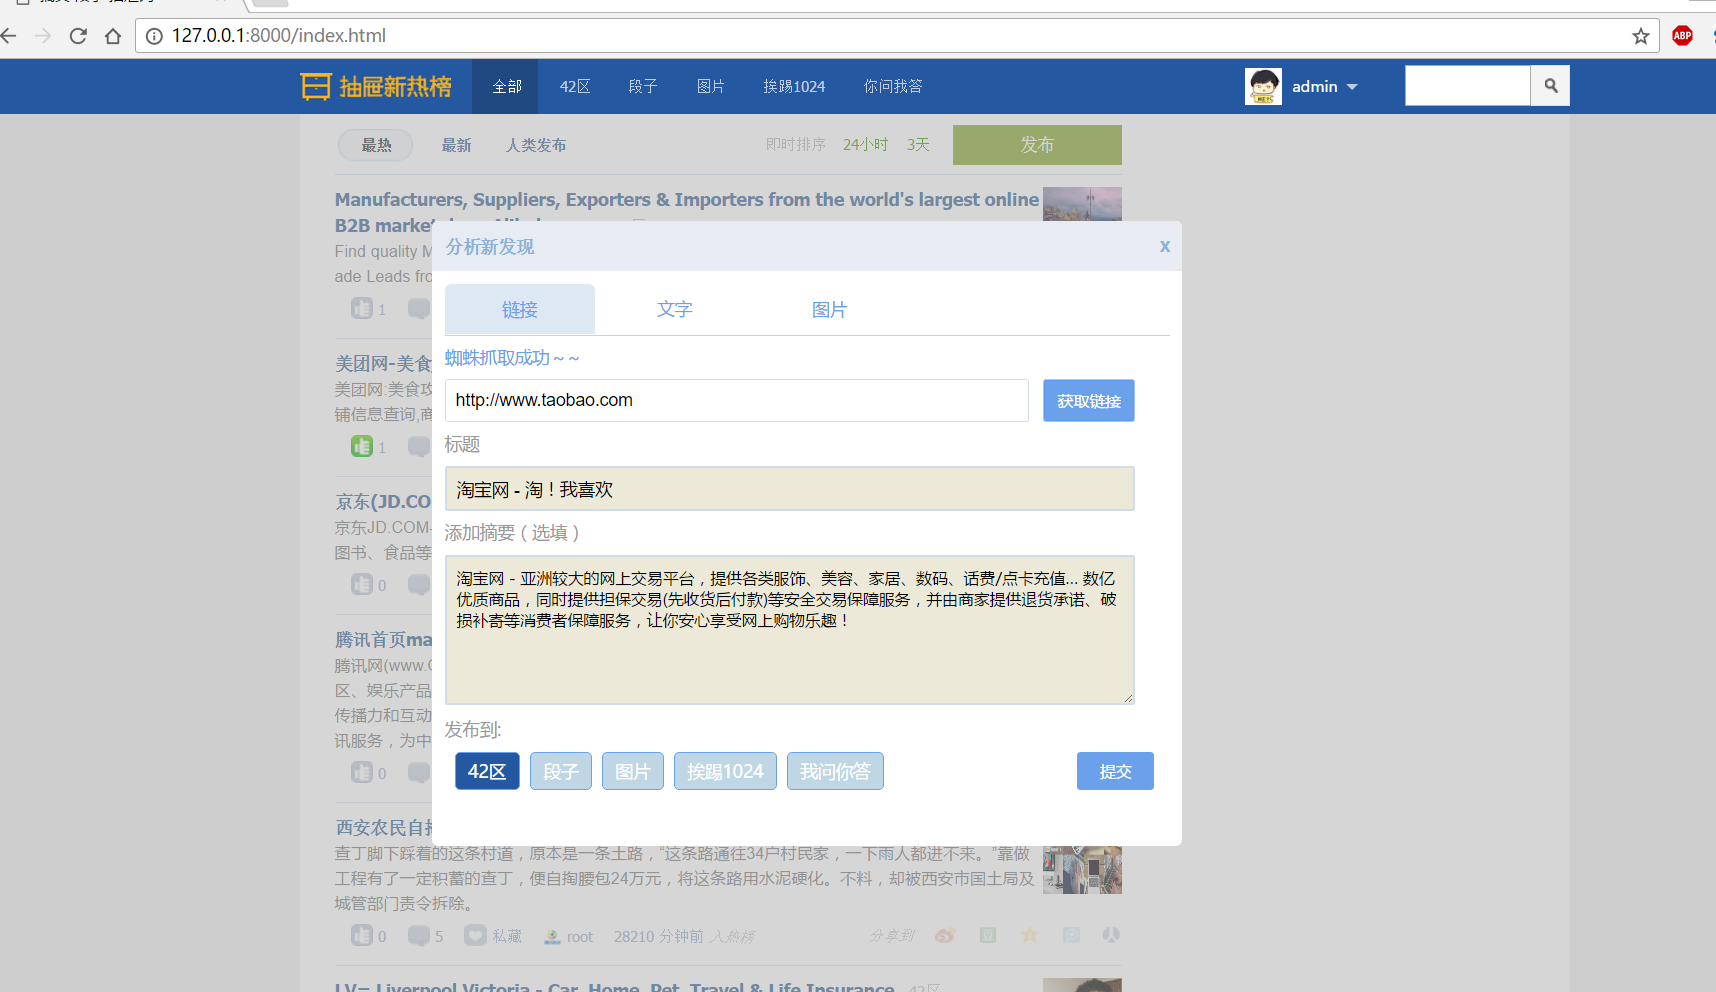 127.0.0.1:8000/index.html
ABP
抽屉新热榜 全部 42区 段子 图片 挨踢1024 你问我答 admin
最热 最新 人类发布 即时排序 24小时 3天 发布
Manufacturers, Suppliers, Exporters & Importers from the world's largest online
B2B market
Find quality
ade Leads fro
1
分析新发现 x
链接 文字 图片
蜘蛛抓取成功~~
http://www.taobao.com 获取链接
标题
淘宝网 - 淘！我喜欢
添加摘要（选填）
淘宝网 - 亚洲较大的网上交易平台，提供各类服饰、美容、家居、数码、话费/点卡充值... 数亿
优质商品，同时提供担保交易(先收货后付款)等安全交易保障服务，并由商家提供退货承诺、破
损补寄等消费者保障服务，让你安心享受网上购物乐趣！
发布到:
42区 段子 图片 挨踢1024 我问你答 提交
美团网-美食
美团网:美食攻
铺信息查询,商
1
京东(JD.CO
京东JD.COM-
图书、食品等
0
腾讯首页ma
腾讯网(www.
区、娱乐产品
传播力和互动
讯服务，为中
0
西安农民自掏
查丁脚下踩着的这条村道，原本是一条土路，“这条路通往34户村民家，一下雨人都进不来。”靠做
工程有了一定积蓄的查丁，便自掏腰包24万元，将这条路用水泥硬化。不料，却被西安市国土局及
城管部门责令拆除。
0 5 私藏 root 28210 分钟前 入热榜 分享到
LV= Liverpool Victoria - Car, Home, Pet, Travel & Life Insurance 42区